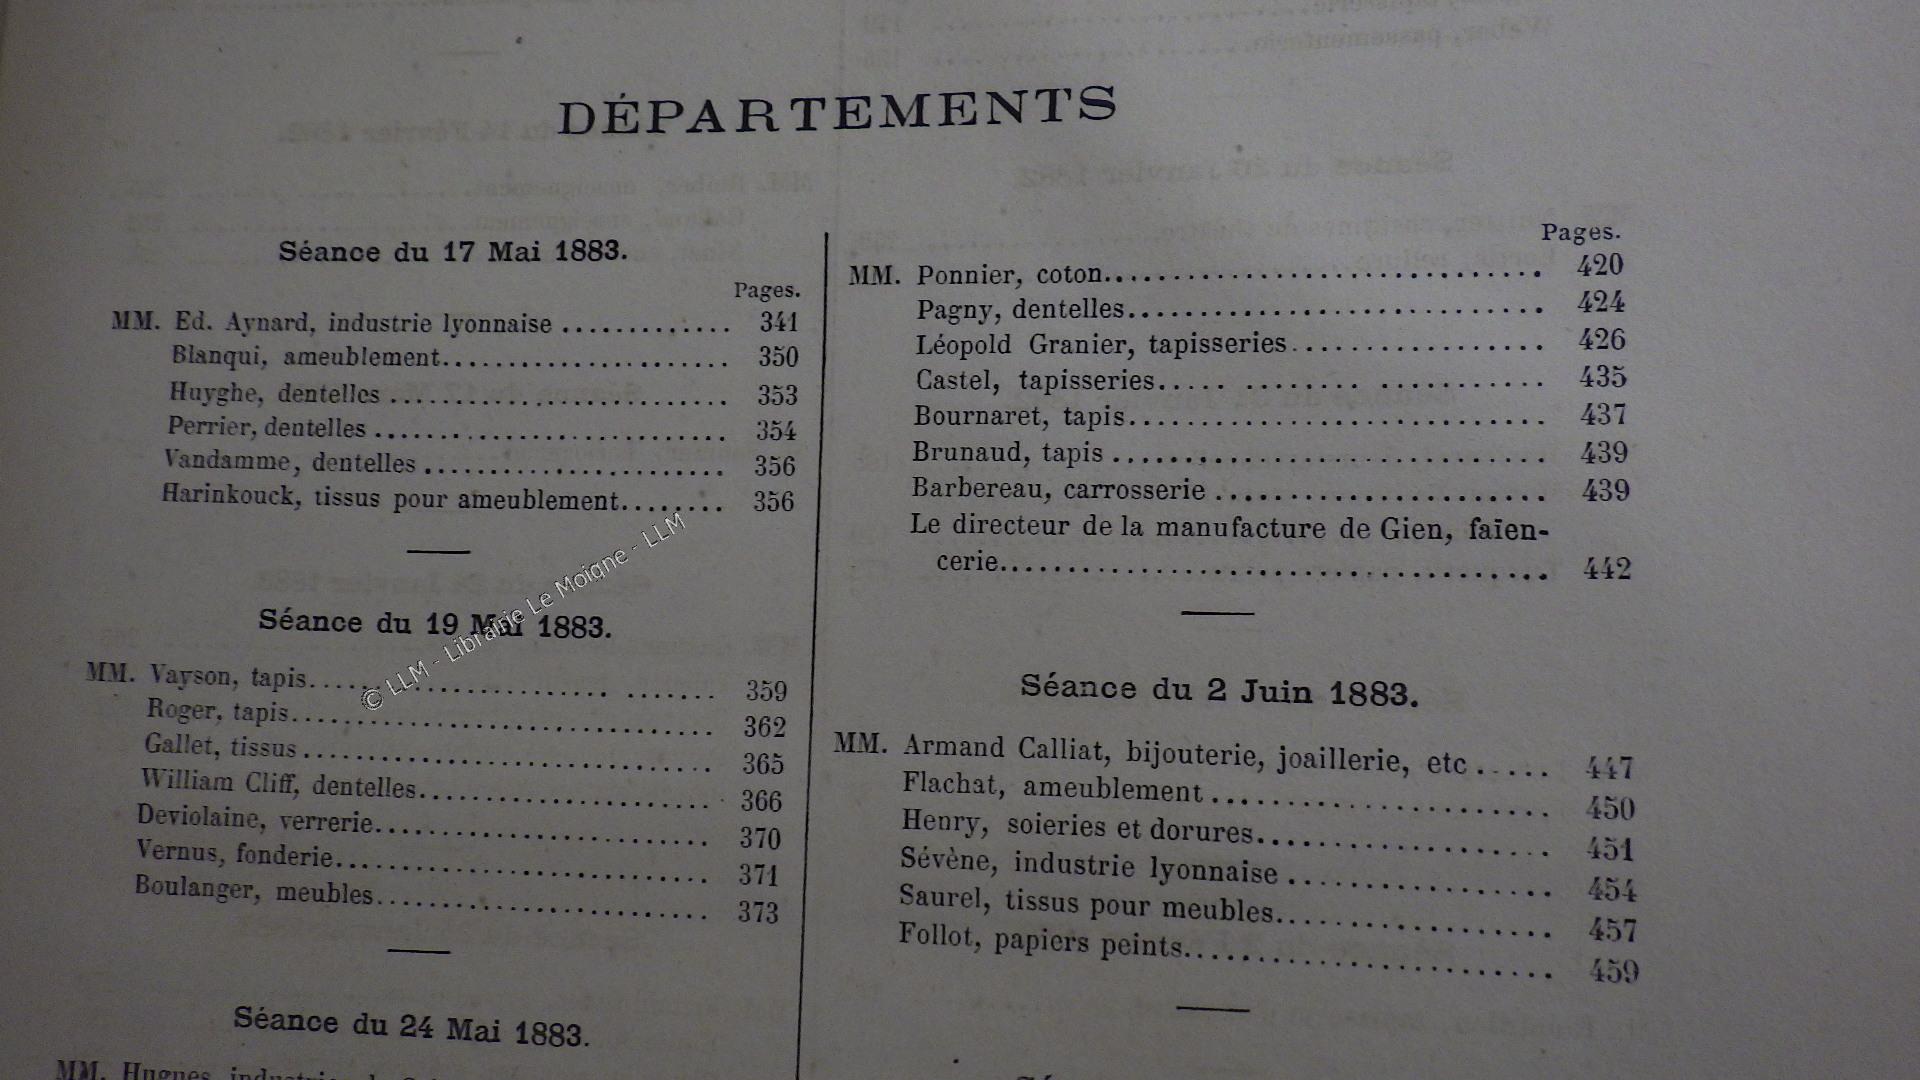 DÉPARTEMENTS
Séance du 17 Mai 1883.
Pages.
MM. Ed. Aynard, industrie lyonnaise ............. 341
Blanqui, ameublement...................... 350
Huyghe, dentelles .......................... 353
Perrier, dentelles ........................... 354
Vandamme, dentelles ....................... 356
Harinkouck, tissus pour ameublement........ 356
Séance du 19 Mai 1883.
MM. Vayson, tapis............................... 359
Roger, tapis................................. 362
Gallet, tissus ................................ 365
William Cliff, dentelles....................... 366
Deviolaine, verrerie.......................... 370
Vernus, fonderie............................. 371
Boulanger, meubles.......................... 373
Séance du 24 Mai 1883.
MM. Hugues, industrie
Pages.
MM. Ponnier, coton.................................. 420
Pagny, dentelles................................ 424
Léopold Granier, tapisseries.................... 426
Castel, tapisseries..... ......... ............. 435
Bournaret, tapis................................ 437
Brunaud, tapis ................................. 439
Barbereau, carrosserie ......................... 439
Le directeur de la manufacture de Gien, faïen-
cerie.......................................... 442
Séance du 2 Juin 1883.
MM. Armand Calliat, bijouterie, joaillerie, etc ..... 447
Flachat, ameublement .......................... 450
Henry, soieries et dorures....................... 451
Sévène, industrie lyonnaise ..................... 454
Saurel, tissus pour meubles..................... 457
Follot, papiers peints............................ 459
© LLM - Librairie Le Moigne - LLM